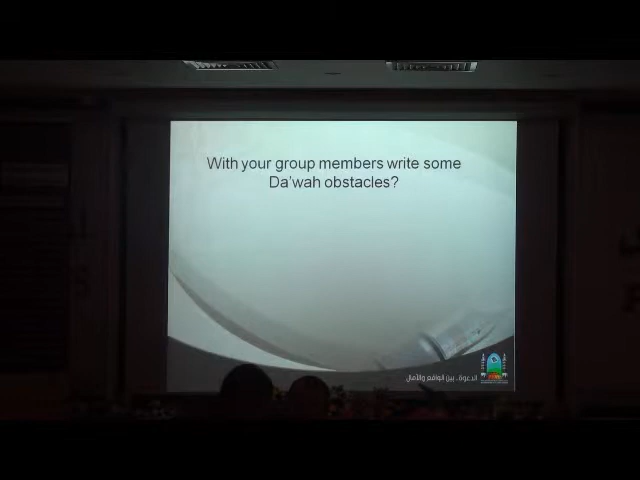 With your group members write some
Da'wah obstacles?
الدعوة.. بين الواقع والآمال